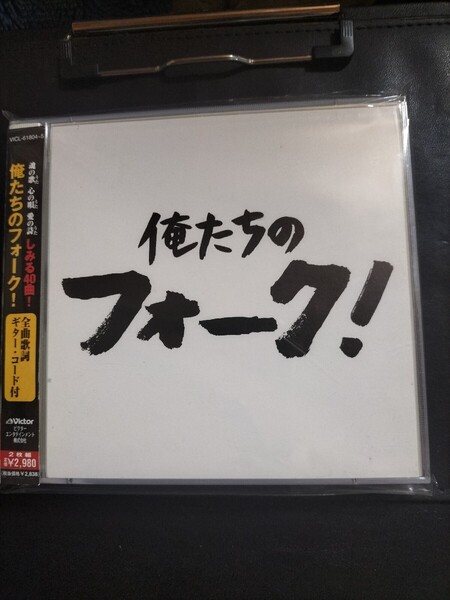 俺たちの
フォーク!
VICL-61604~5
魂の歌 心の唄 愛の詩
しみる40曲!
俺たちのフォーク!
全曲歌詞
ギター・コード付
Victor
ビクター
エンタテインメント
株式会社
2枚組
¥2,980